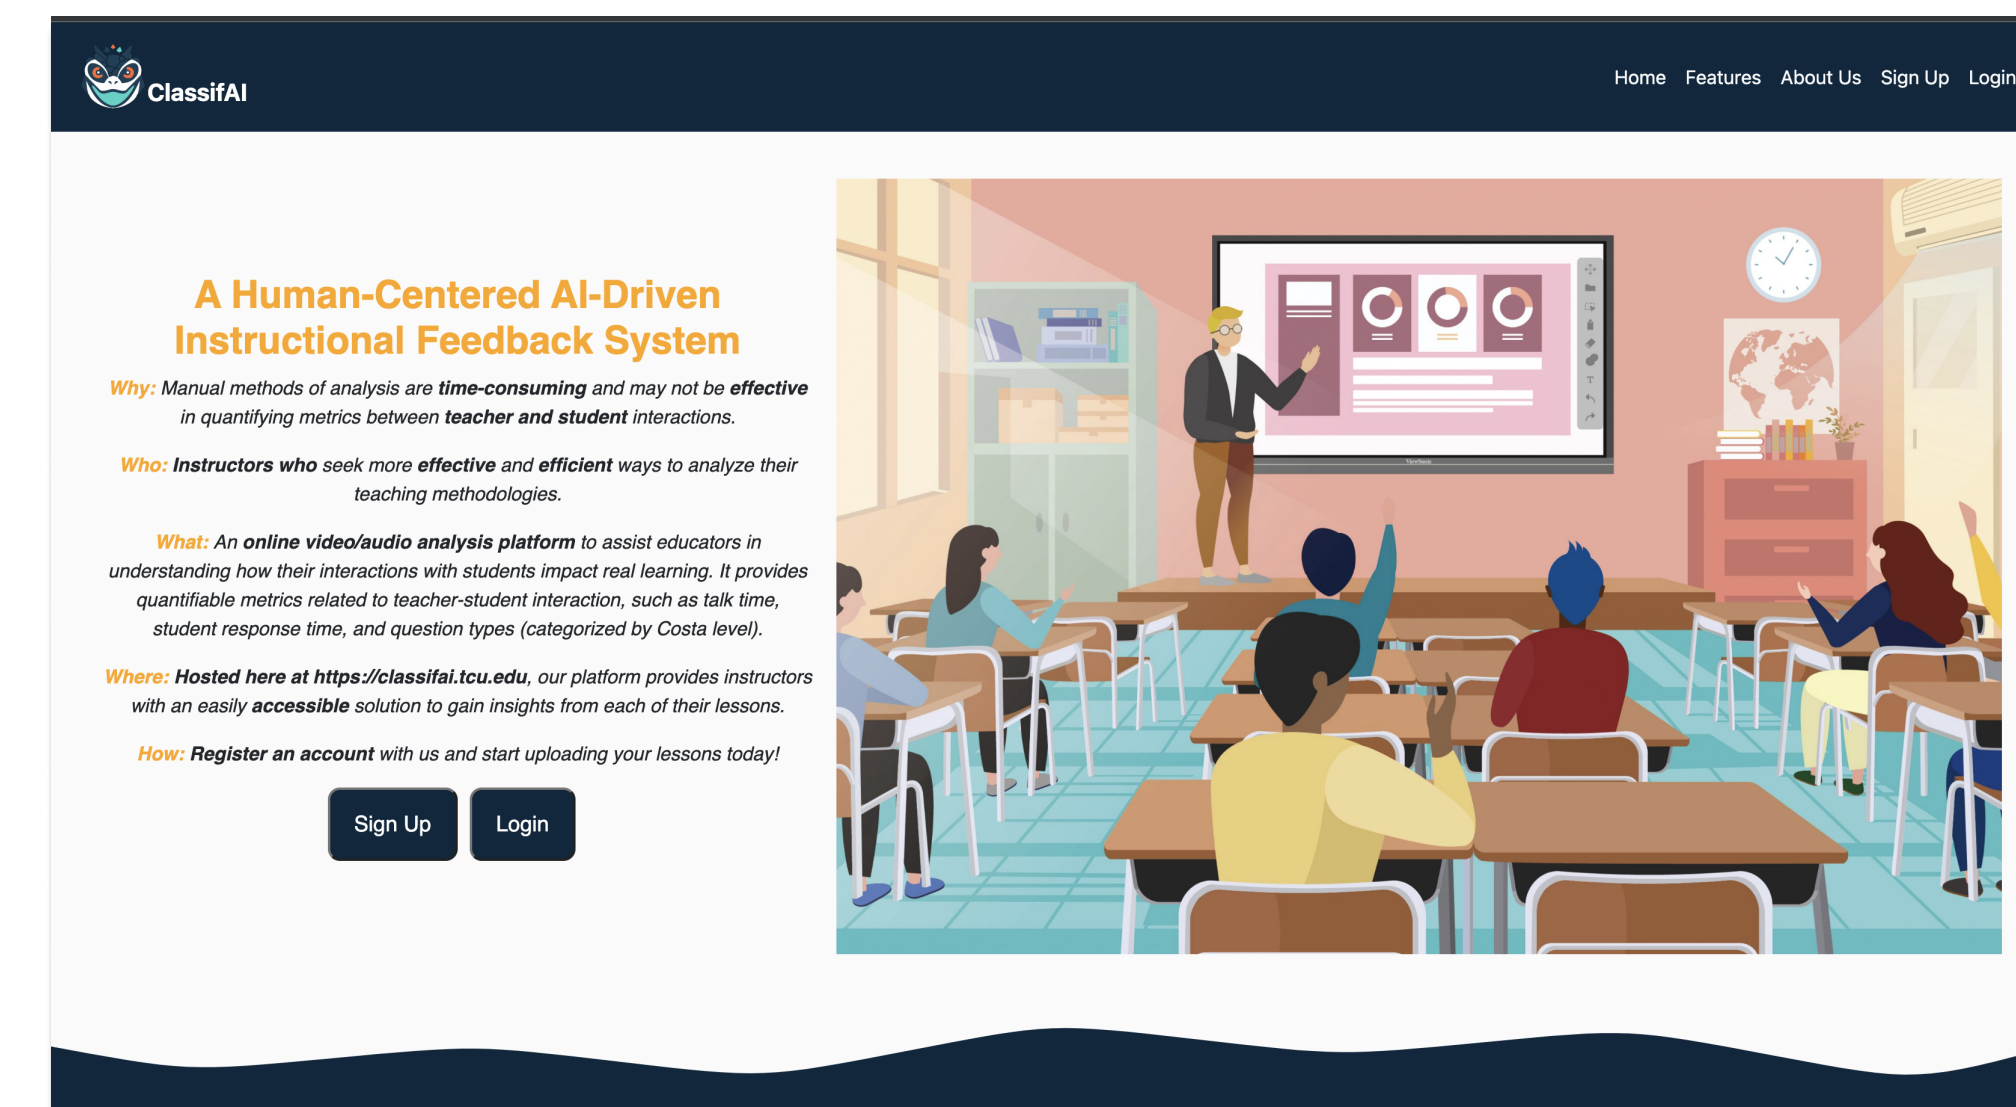 ClassifAI
Home Features About Us Sign Up Login
A Human-Centered AI-Driven
Instructional Feedback System
Why: Manual methods of analysis are time-consuming and may not be effective
in quantifying metrics between teacher and student interactions.
Who: Instructors who seek more effective and efficient ways to analyze their
teaching methodologies.
What: An online video/audio analysis platform to assist educators in
understanding how their interactions with students impact real learning. It provides
quantifiable metrics related to teacher-student interaction, such as talk time,
student response time, and question types (categorized by Costa level).
Where: Hosted here at https://classifai.tcu.edu, our platform provides instructors
with an easily accessible solution to gain insights from each of their lessons.
How: Register an account with us and start uploading your lessons today!
Sign Up Login
T
ViewSonic